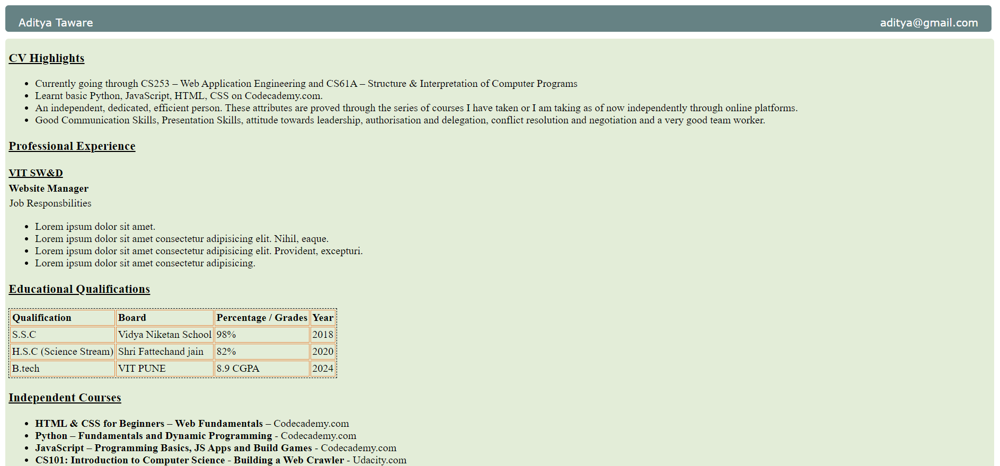 Aditya Taware
aditya@gmail.com
CV Highlights
Currently going through CS253 – Web Application Engineering and CS61A – Structure & Interpretation of Computer Programs
Learnt basic Python, JavaScript, HTML, CSS on Codecademy.com.
An independent, dedicated, efficient person. These attributes are proved through the series of courses I have taken or I am taking as of now independently through online platforms.
Good Communication Skills, Presentation Skills, attitude towards leadership, authorisation and delegation, conflict resolution and negotiation and a very good team worker.
Professional Experience
VIT SW&D
Website Manager
Job Responsbilities
Lorem ipsum dolor sit amet.
Lorem ipsum dolor sit amet consectetur adipisicing elit. Nihil, eaque.
Lorem ipsum dolor sit amet consectetur adipisicing elit. Provident, excepturi.
Lorem ipsum dolor sit amet consectetur adipisicing.
Educational Qualifications
Qualification Board Percentage / Grades Year
S.S.C Vidya Niketan School 98% 2018
H.S.C (Science Stream) Shri Fattechand jain 82% 2020
B.tech VIT PUNE 8.9 CGPA 2024
Independent Courses
HTML & CSS for Beginners – Web Fundamentals – Codecademy.com
Python – Fundamentals and Dynamic Programming - Codecademy.com
JavaScript – Programming Basics, JS Apps and Build Games - Codecademy.com
CS101: Introduction to Computer Science - Building a Web Crawler - Udacity.com